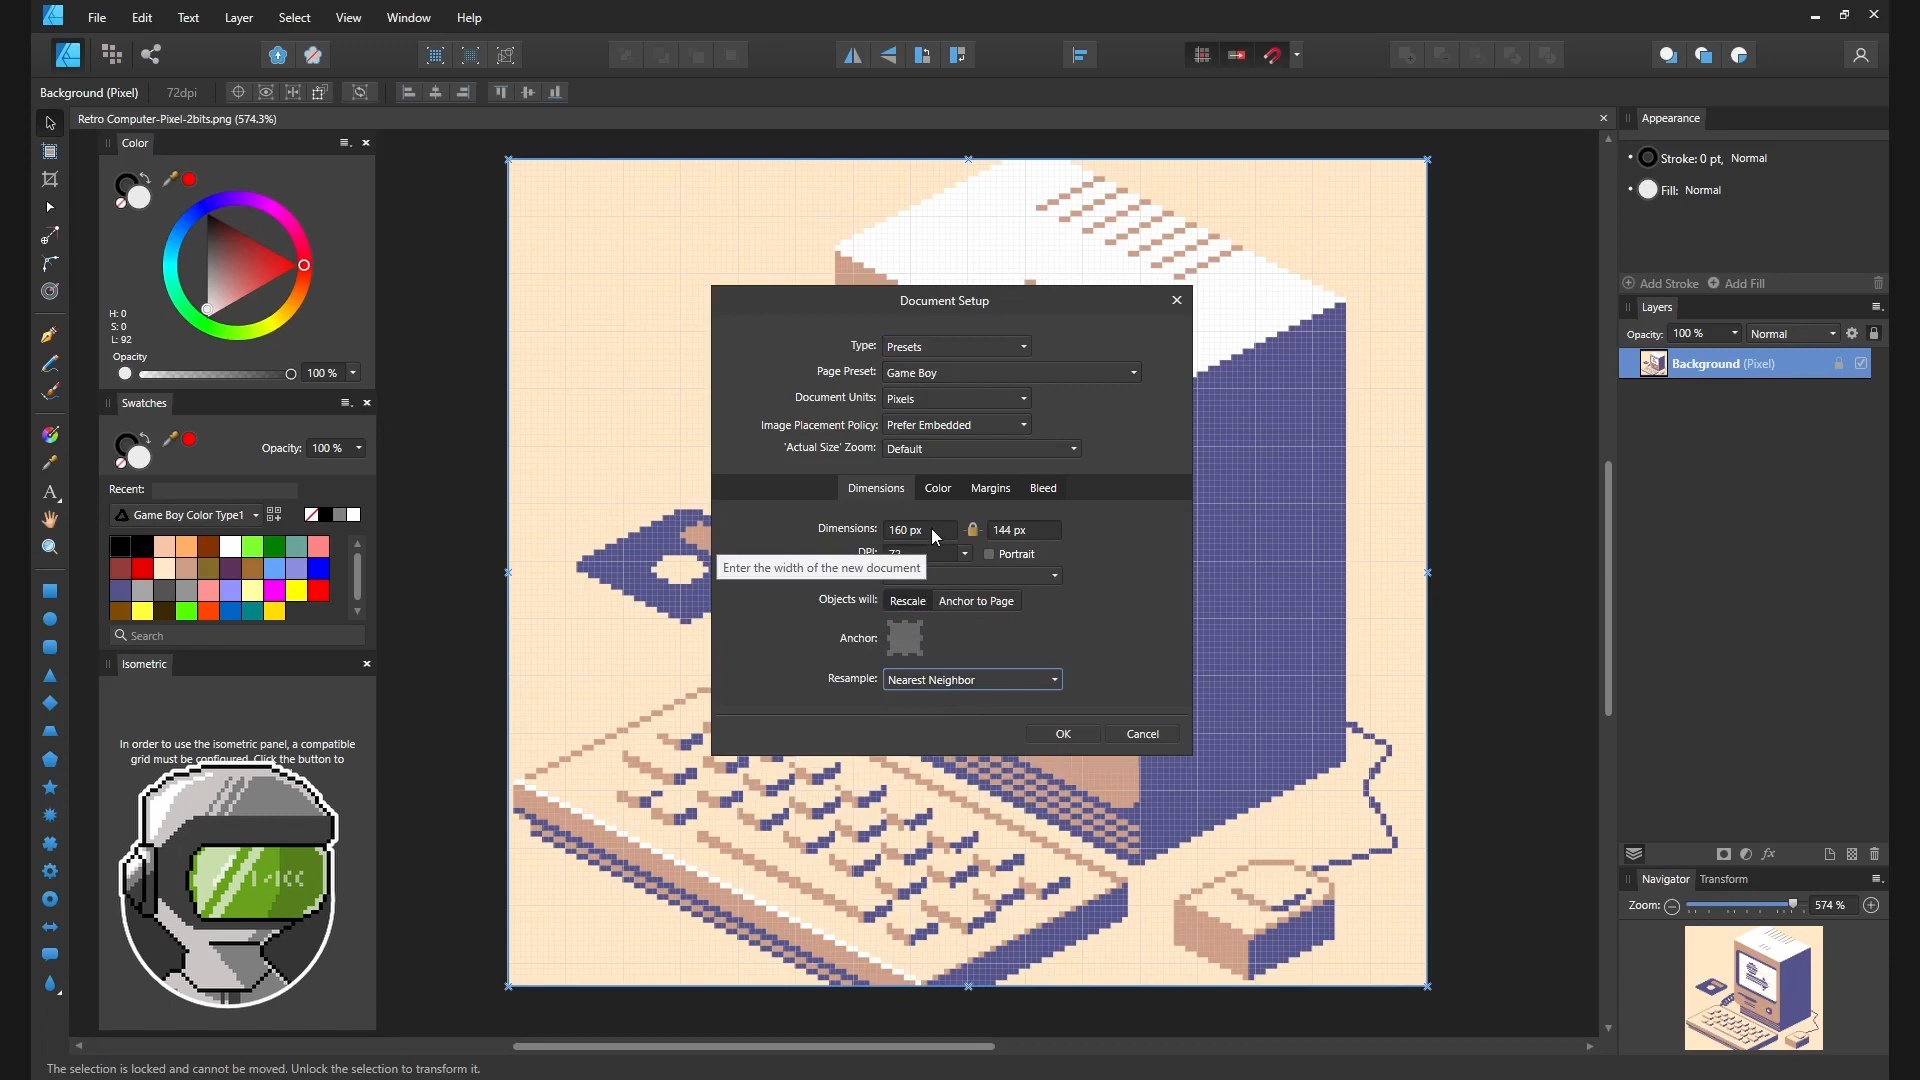 File Edit Text Layer Select View Window Help
Background (Pixel) 72dpi
Retro Computer-Pixel-2bits.png (574.3%)
Color
H: 0
S: 0
L: 92
Opacity
100 %
Swatches
Opacity: 100 %
Recent:
Game Boy Color Type1
Search
Isometric
In order to use the isometric panel, a compatible
grid must be configured. Click the button to
Document Setup
Type: Presets
Page Preset: Game Boy
Document Units: Pixels
Image Placement Policy: Prefer Embedded
'Actual Size' Zoom: Default
Dimensions Color Margins Bleed
Dimensions: 160 px 144 px
DPI: 72 Portrait
Enter the width of the new document
Objects will: Rescale Anchor to Page
Anchor:
Resample: Nearest Neighbor
OK Cancel
Appearance
Stroke: 0 pt, Normal
Fill: Normal
Add Stroke Add Fill
Layers
Opacity: 100 % Normal
Background (Pixel)
fx
Navigator Transform
Zoom: 574 %
The selection is locked and cannot be moved. Unlock the selection to transform it.